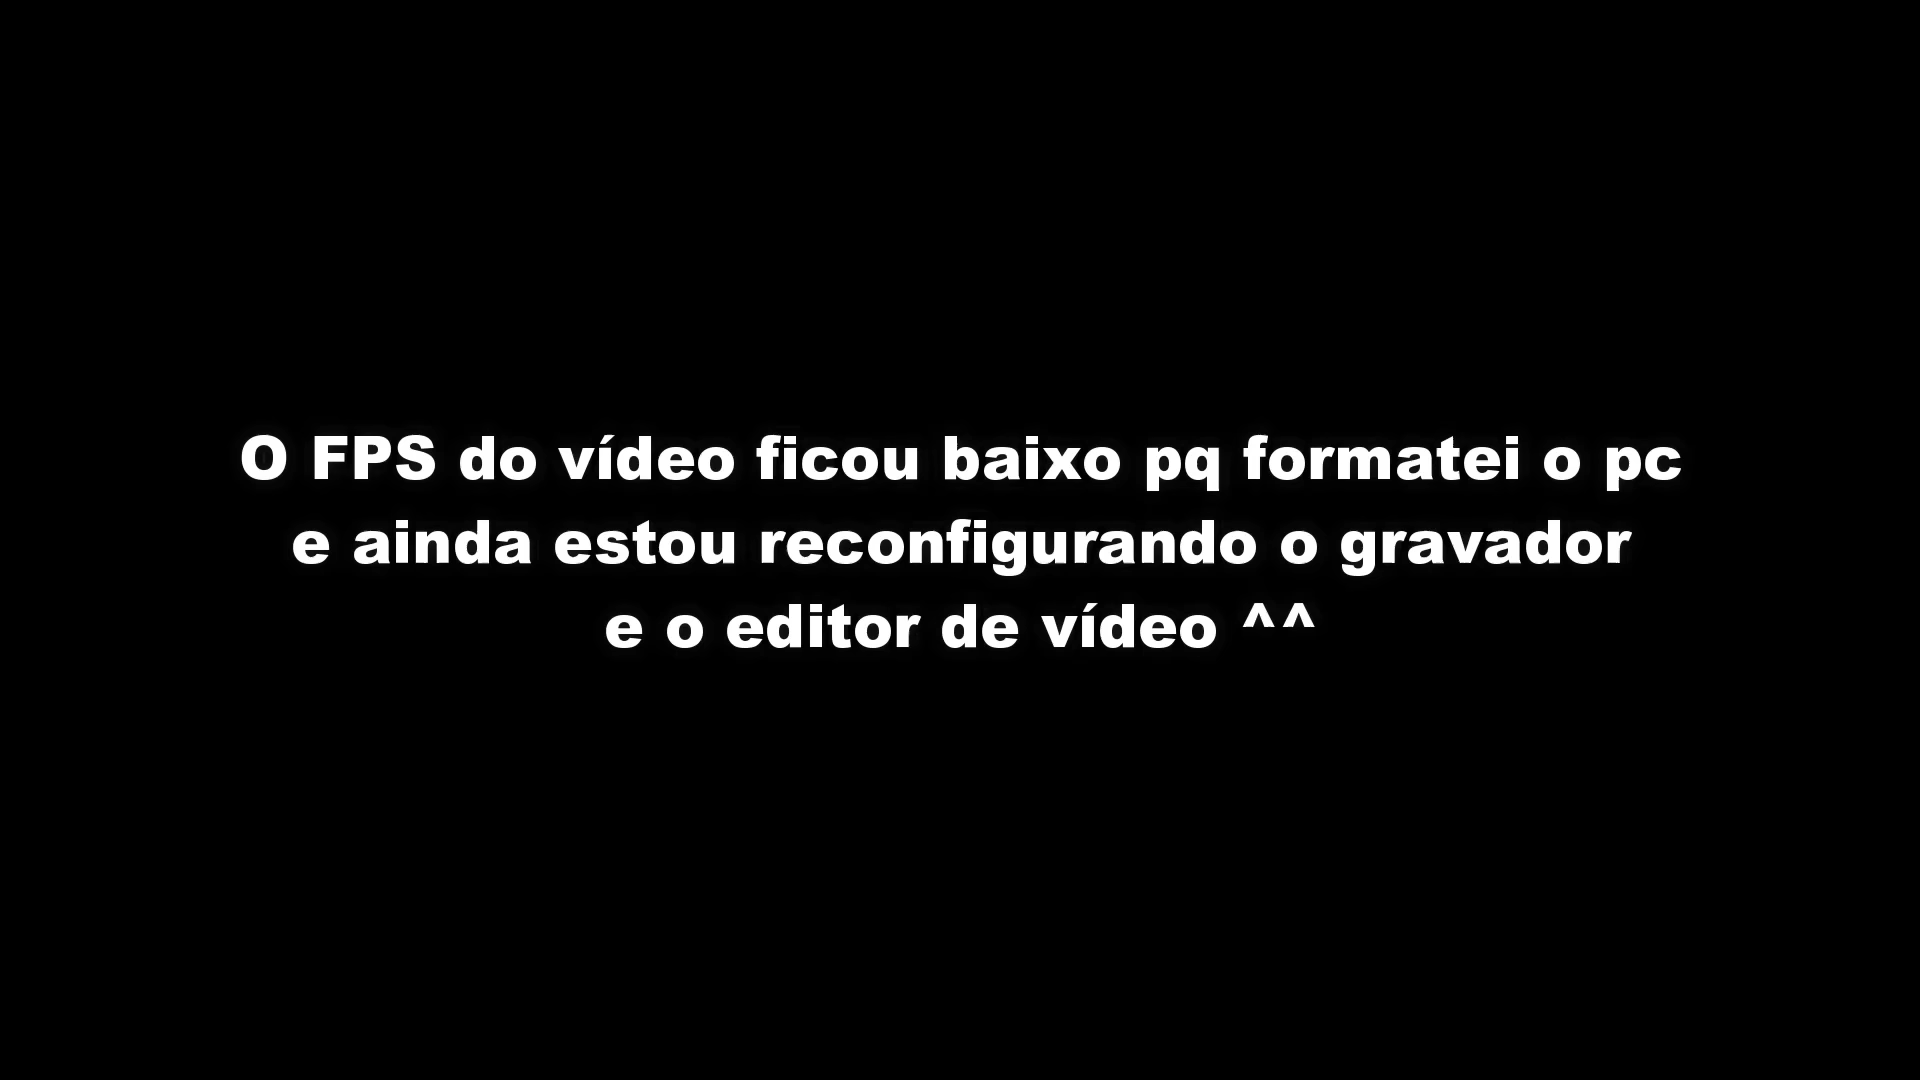 O FPS do vídeo ficou baixo pq formatei o pc
e ainda estou reconfigurando o gravador
e o editor de vídeo ^^